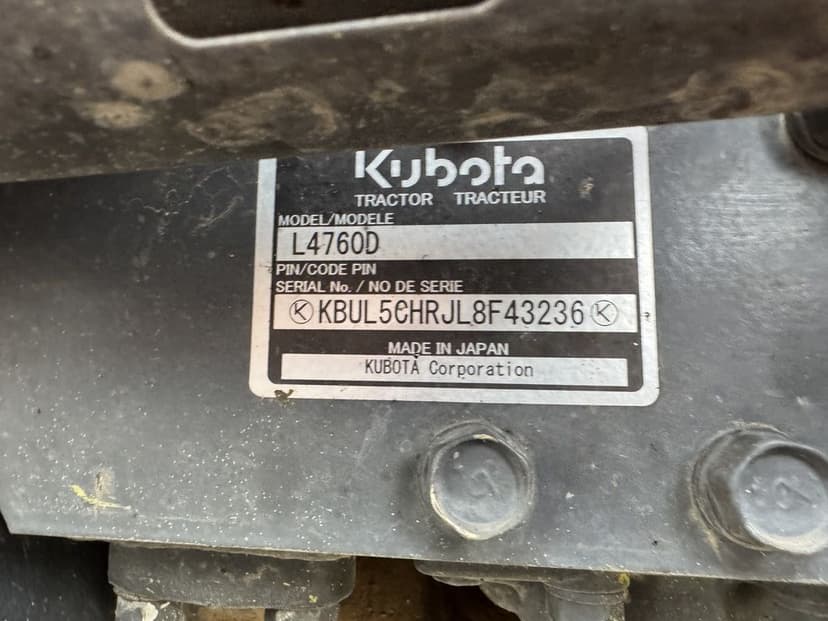 Kubota
TRACTOR TRACTEUR
MODEL/MODELE
L4760D
PIN/CODE PIN
SERIAL No. / NO DE SERIE
KBUL5CHRJL8F43236
MADE IN JAPAN
KUBOTA Corporation